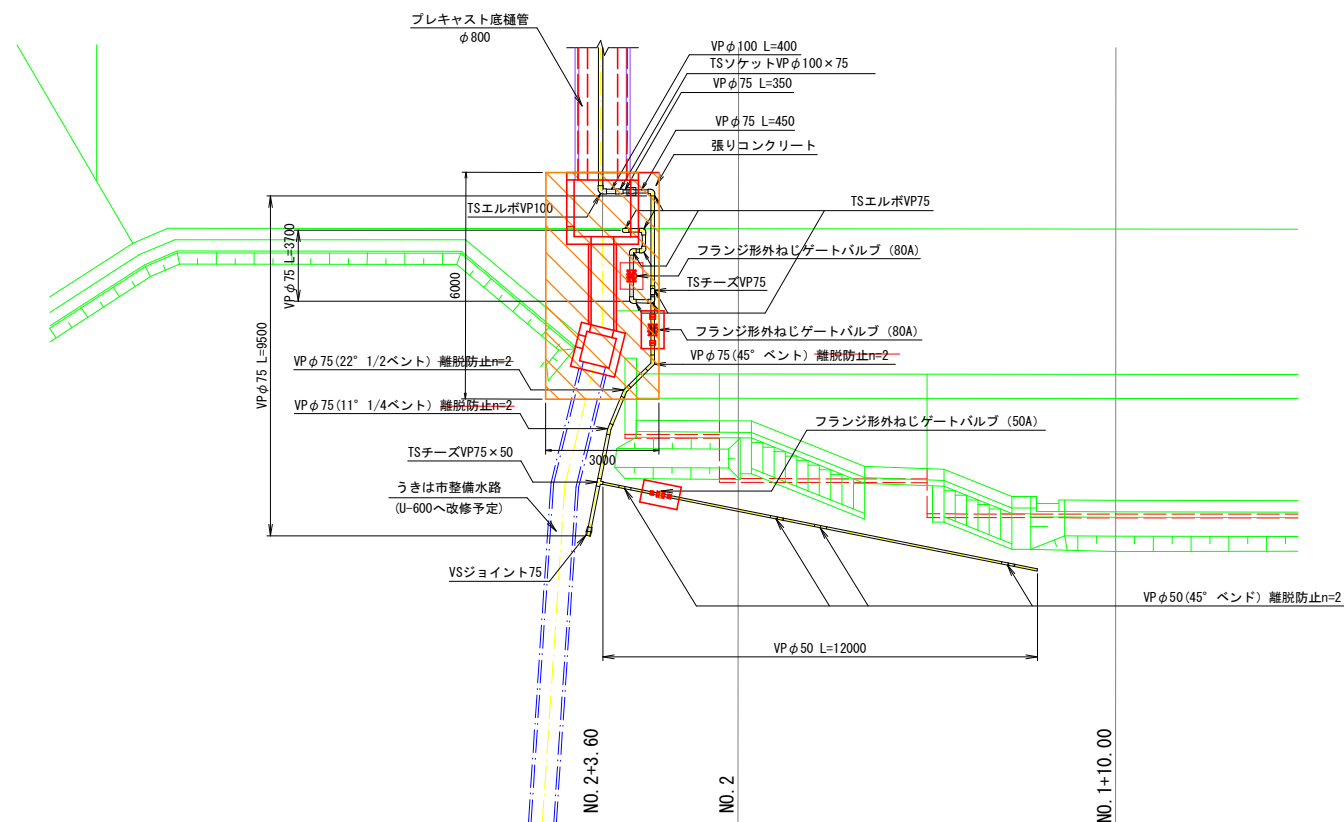 プレキャスト底樋管
φ800
VPφ100 L=400
TSソケットVPφ100×75
VPφ75 L=350
VPφ75 L=450
張りコンクリート
TSエルボVP100
TSエルボVP75
フランジ形外ねじゲートバルブ (80A)
TSチーズVP75
フランジ形外ねじゲートバルブ (80A)
VPφ75 L=3700
6000
VPφ75 L=9500
VPφ75(22° 1/2ベント) 離脱防止n=2
VPφ75(45° ベント) 離脱防止n=2
VPφ75(11° 1/4ベント) 離脱防止n=2
フランジ形外ねじゲートバルブ (50A)
3000
TSチーズVP75×50
うきは市整備水路
(U-600へ改修予定)
VSジョイント75
VPφ50(45° ベンド) 離脱防止n=2
VPφ50 L=12000
NO.2+3.60
NO.2
NO.1+10.00